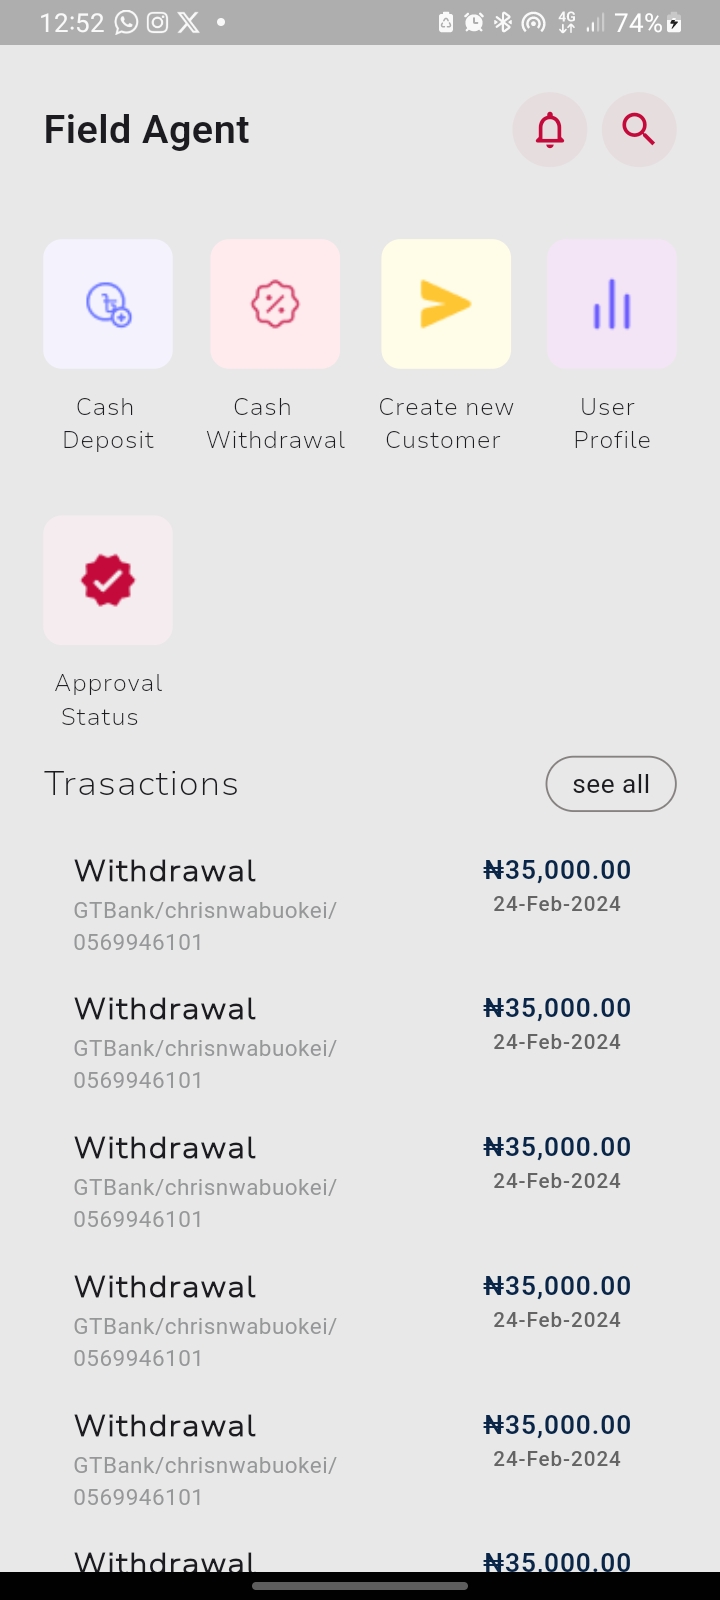 12:52 4G 74%
Field Agent
Cash
Deposit
Cash
Withdrawal
Create new
Customer
User
Profile
Approval
Status
Trasactions see all
Withdrawal ₦35,000.00
GTBank/chrisnwabuokei/ 24-Feb-2024
0569946101
Withdrawal ₦35,000.00
GTBank/chrisnwabuokei/ 24-Feb-2024
0569946101
Withdrawal ₦35,000.00
GTBank/chrisnwabuokei/ 24-Feb-2024
0569946101
Withdrawal ₦35,000.00
GTBank/chrisnwabuokei/ 24-Feb-2024
0569946101
Withdrawal ₦35,000.00
GTBank/chrisnwabuokei/ 24-Feb-2024
0569946101
Withdrawal ₦35,000.00